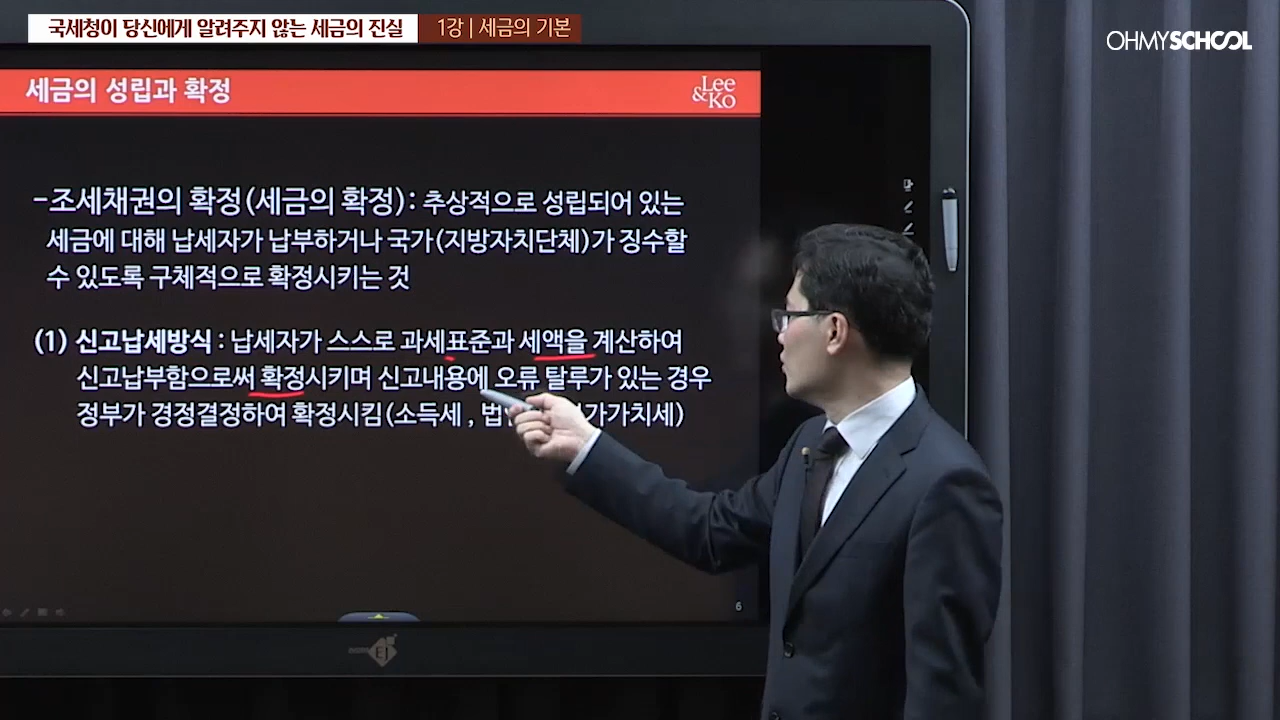 국세청이 당신에게 알려주지 않는 세금의 진실
1강 | 세금의 기본
OHMYSCHOOL
세금의 성립과 확정
Lee
&Ko
-조세채권의 확정(세금의 확정) : 추상적으로 성립되어 있는
세금에 대해 납세자가 납부하거나 국가(지방자치단체)가 징수할
수 있도록 구체적으로 확정시키는 것
(1) 신고납세방식 : 납세자가 스스로 과세표준과 세액을 계산하여
신고납부함으로써 확정시키며 신고내용에 오류 탈루가 있는 경우
정부가 경정결정하여 확정시킴(소득세 , 가가치세)
6